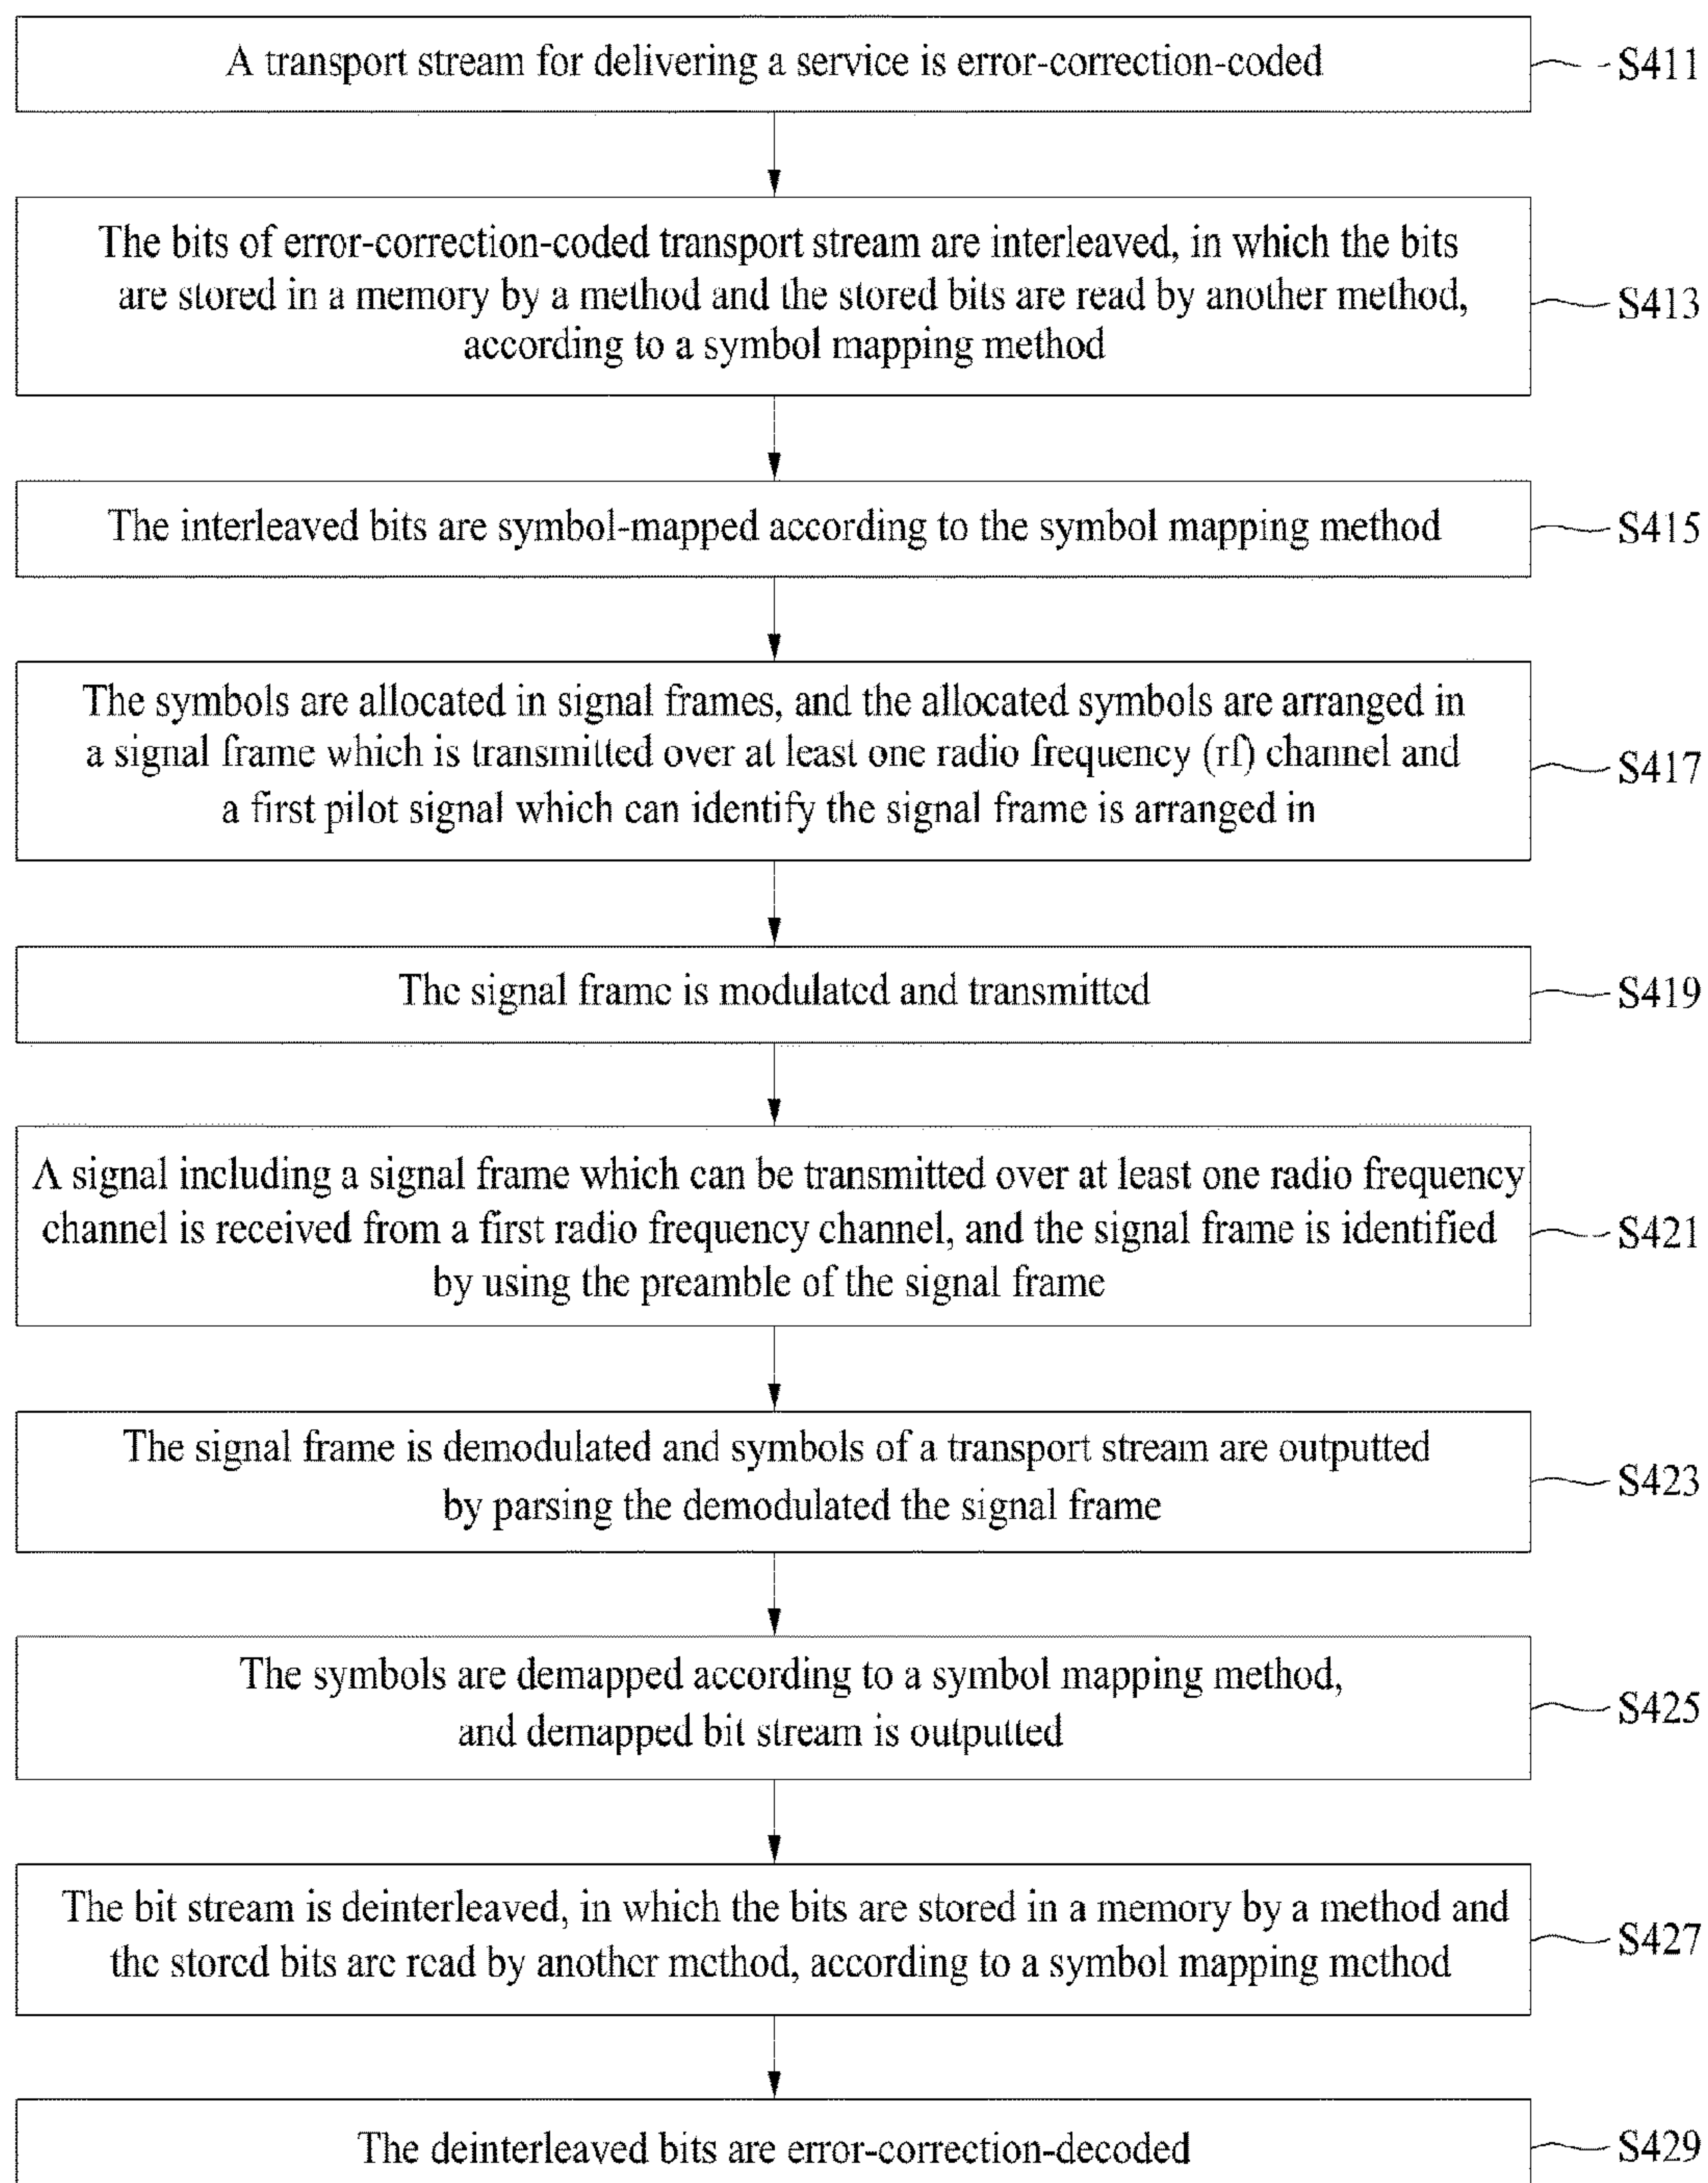 A transport stream for delivering a service is error-correction-coded
S411
The bits of error-correction-coded transport stream are interleaved, in which the bits
are stored in a memory by a method and the stored bits are read by another method,
according to a symbol mapping method
S413
The interleaved bits are symbol-mapped according to the symbol mapping method
S415
The symbols are allocated in signal frames, and the allocated symbols are arranged in
a signal frame which is transmitted over at least one radio frequency (rf) channel and
a first pilot signal which can identify the signal frame is arranged in
S417
The signal frame is modulated and transmitted
S419
A signal including a signal frame which can be transmitted over at least one radio frequency
channel is received from a first radio frequency channel, and the signal frame is identified
by using the preamble of the signal frame
S421
The signal frame is demodulated and symbols of a transport stream are outputted
by parsing the demodulated the signal frame
S423
The symbols are demapped according to a symbol mapping method,
and demapped bit stream is outputted
S425
The bit stream is deinterleaved, in which the bits are stored in a memory by a method and
the stored bits are read by another method, according to a symbol mapping method
S427
The deinterleaved bits are error-correction-decoded
S429